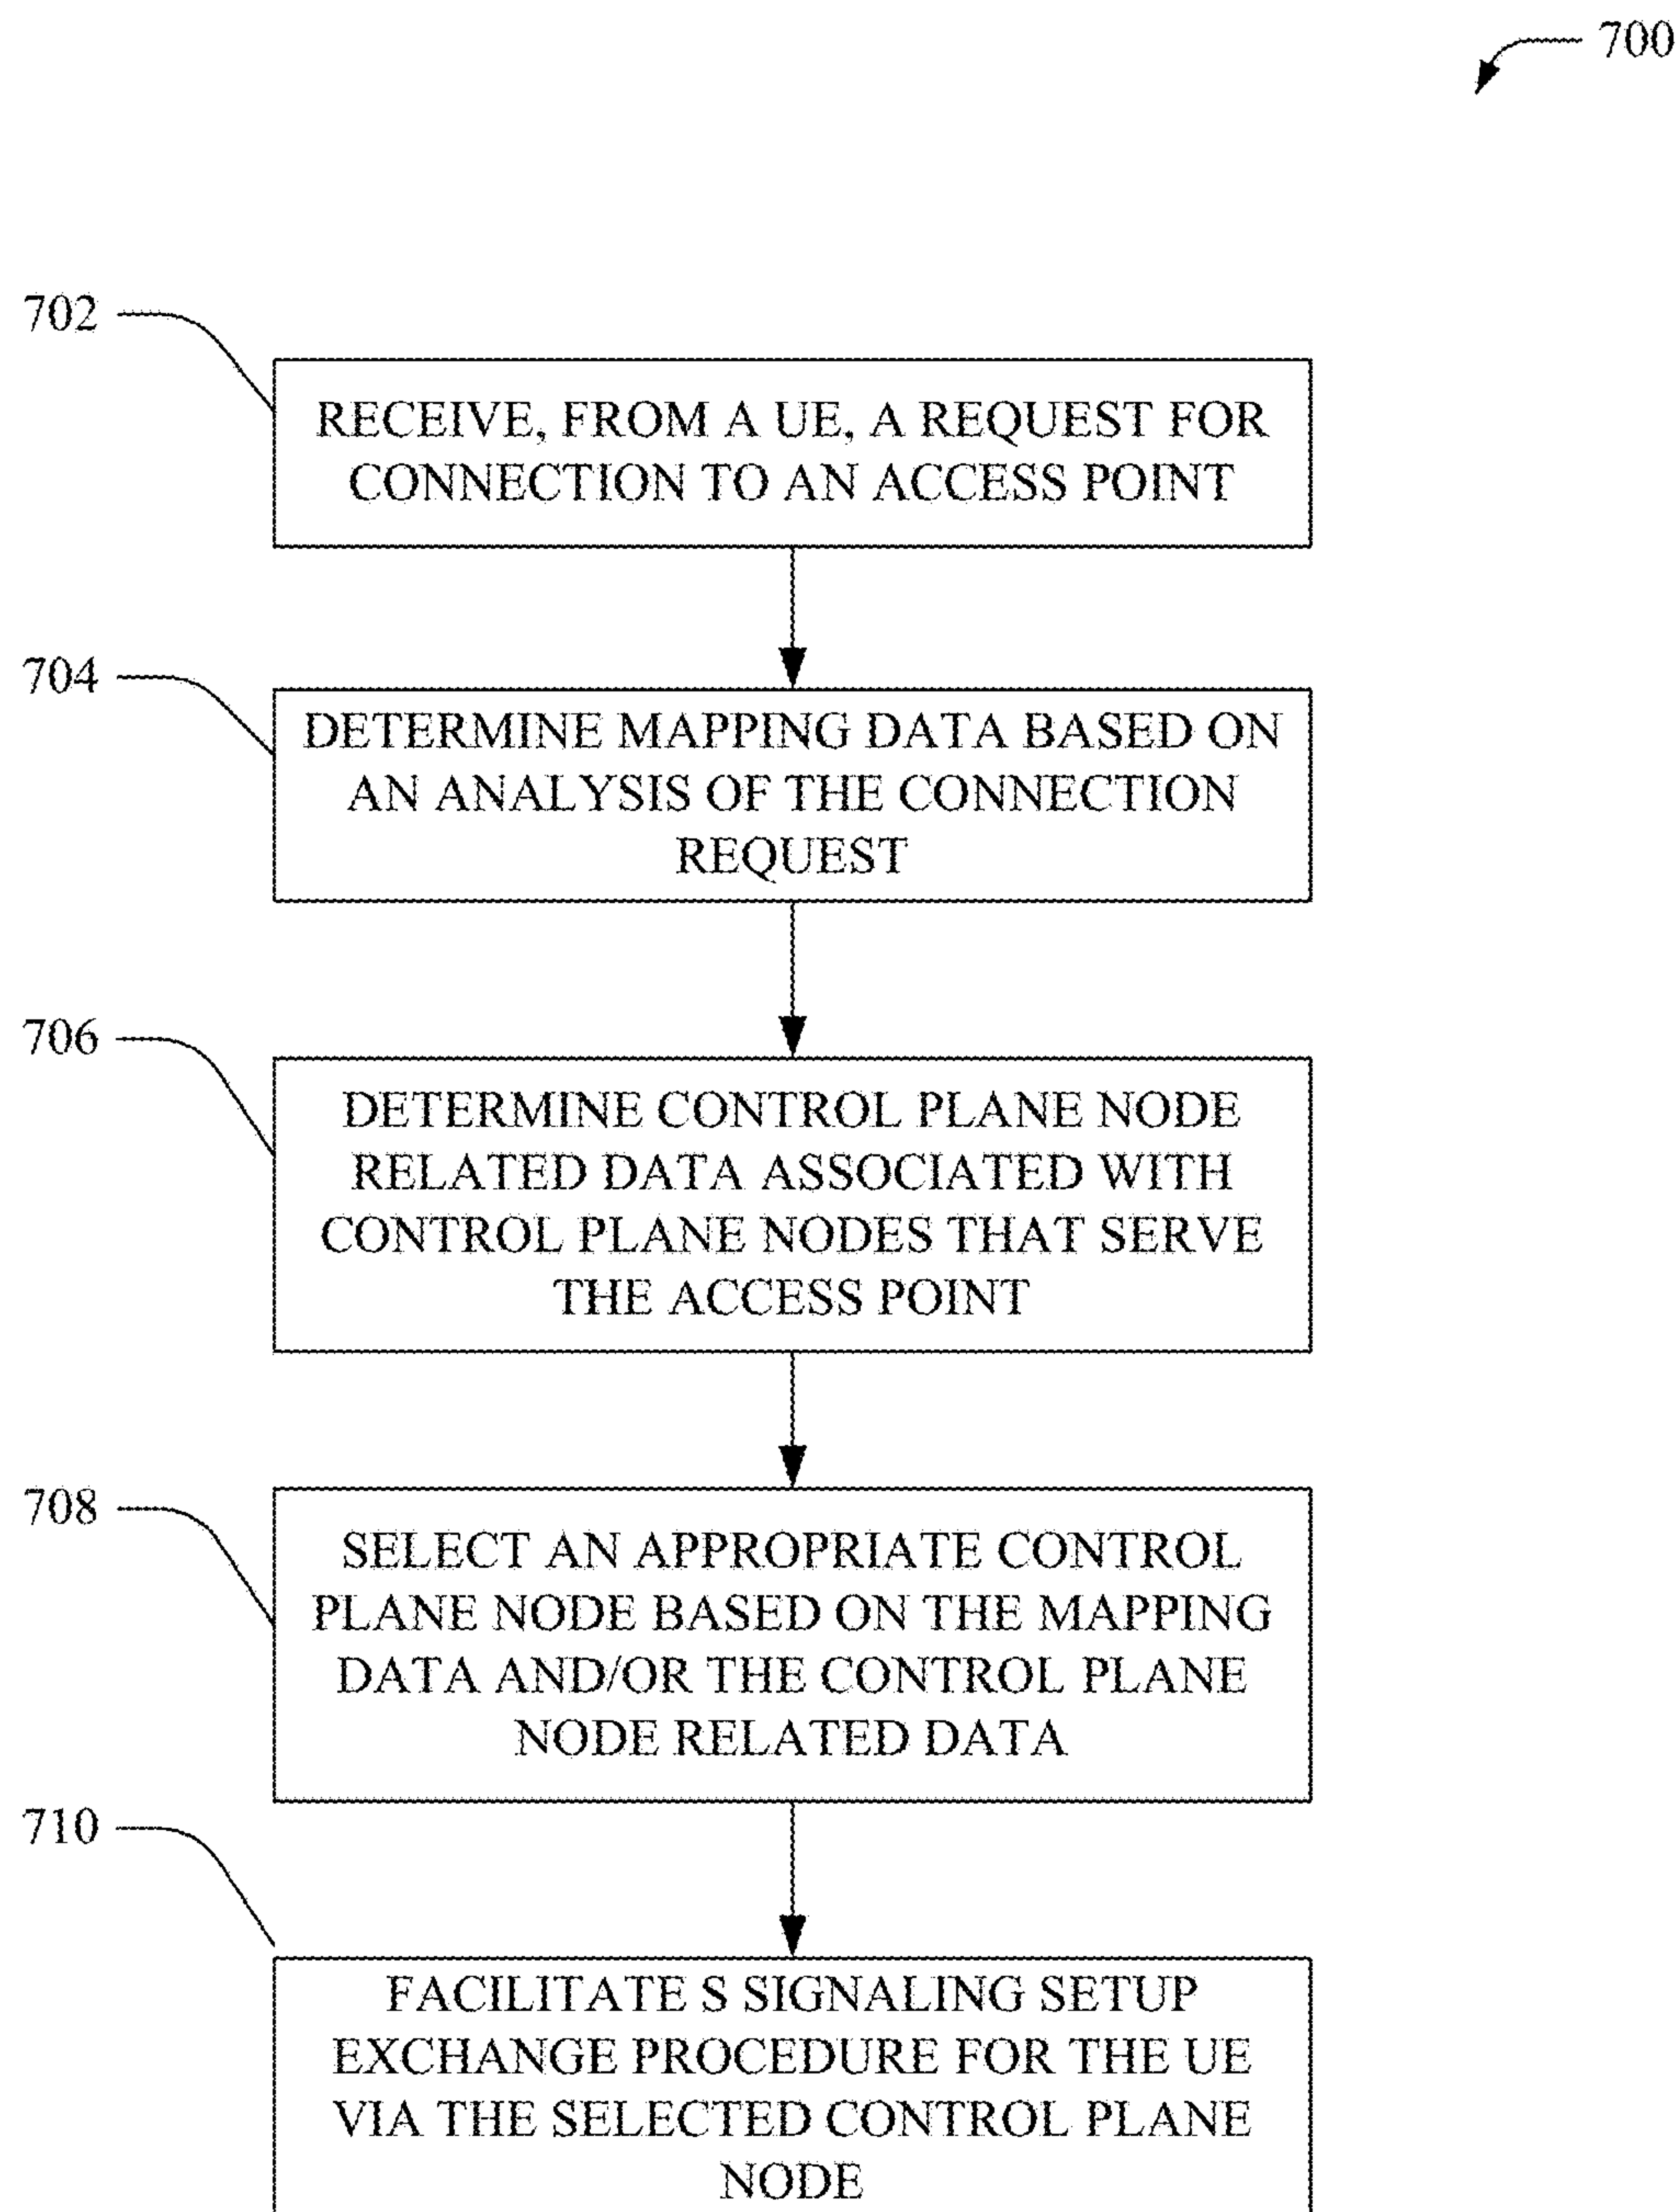 700
702
RECEIVE, FROM A UE, A REQUEST FOR
CONNECTION TO AN ACCESS POINT
704
DETERMINE MAPPING DATA BASED ON
AN ANALYSIS OF THE CONNECTION
REQUEST
706
DETERMINE CONTROL PLANE NODE
RELATED DATA ASSOCIATED WITH
CONTROL PLANE NODES THAT SERVE
THE ACCESS POINT
708
SELECT AN APPROPRIATE CONTROL
PLANE NODE BASED ON THE MAPPING
DATA AND/OR THE CONTROL PLANE
NODE RELATED DATA
710
FACILITATE S SIGNALING SETUP
EXCHANGE PROCEDURE FOR THE UE
VIA THE SELECTED CONTROL PLANE
NODE